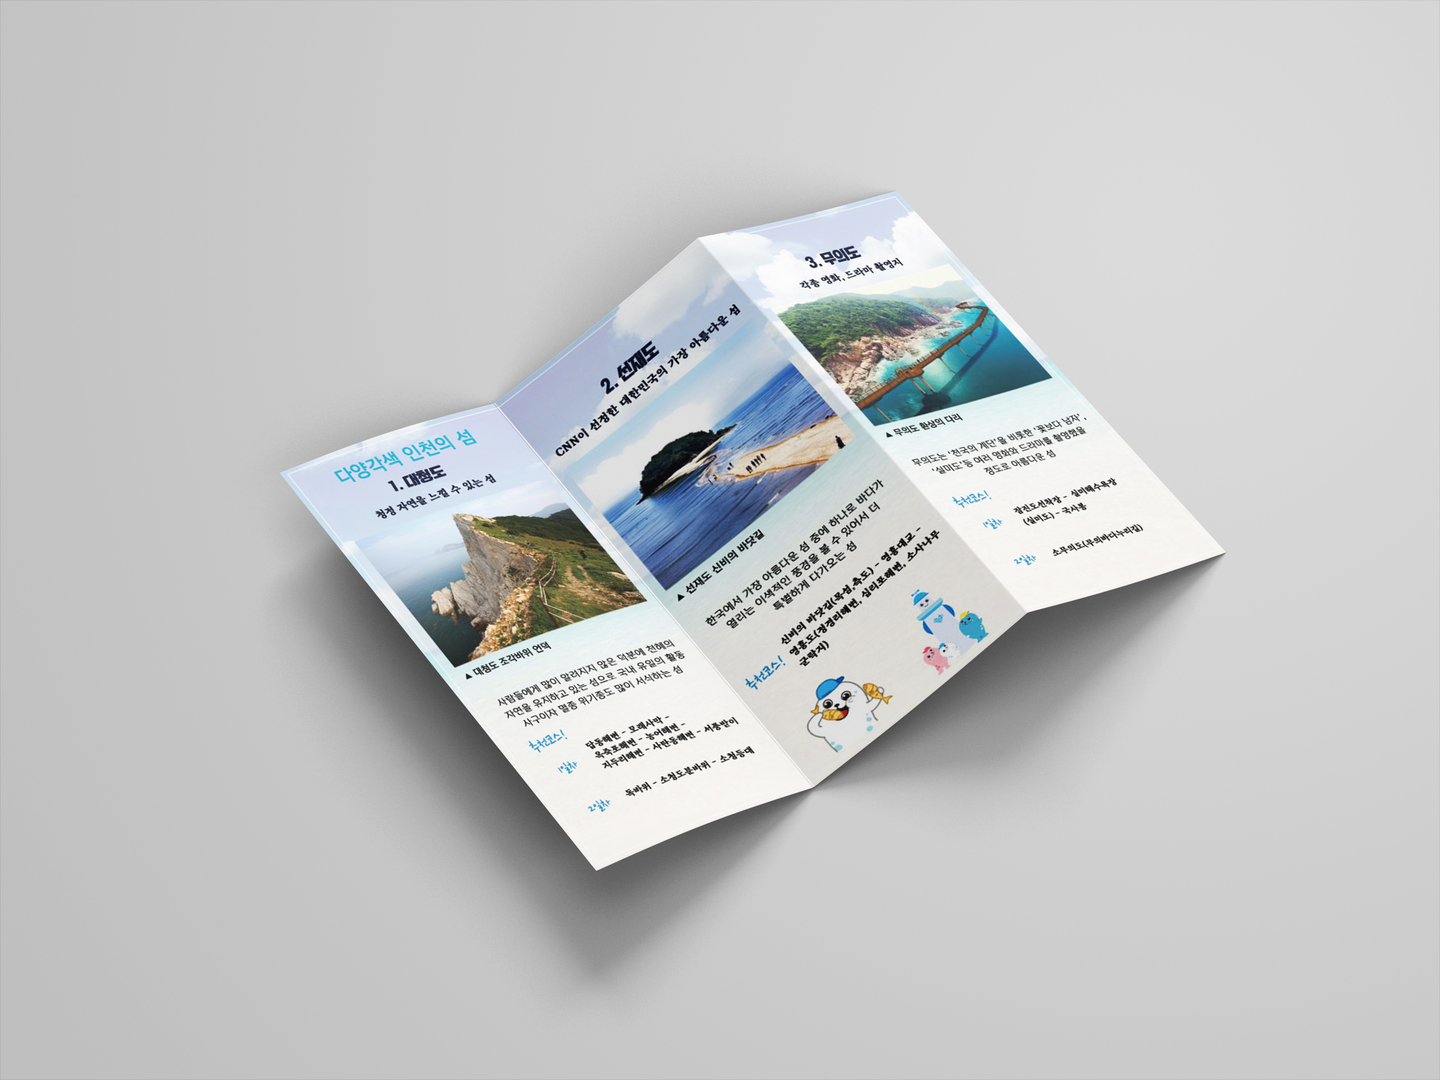 다양각색 인천의 섬
1. 대청도
청정 자연을 느낄 수 있는 섬
▲ 대청도 조각바위 언덕
사람들에게 많이 알려지지 않은 덕분에 천혜의
자연을 유지하고 있는 섬으로 국내 유일의 활동
사구이자 멸종 위기종도 많이 서식하는 섬
추천코스!
1일차
답동해변 - 모래사막 -
옥죽포해변 - 농여해변 -
지두리해변 - 사탄동해변 - 서풍받이
2일차
독바위 - 소청도분바위 - 소청등대
2. 선재도
CNN이 선정한 대한민국의 가장 아름다운 섬
▲ 선재도 신비의 바닷길
한국에서 가장 아름다운 섬 중에 하나로 바다가
열리는 이색적인 풍경을 볼 수 있어서 더
특별하게 다가오는 섬
추천코스!
신비의 바닷길(목섬,측도) - 영흥대교 -
영흥도(장경리해변, 십리포해변, 소사나무
군락지)
3. 무의도
각종 영화, 드라마 촬영지
▲ 무의도 환상의 다리
무의도는 '천국의 계단'을 비롯한 '꽃보다 남자',
'실미도'등 여러 영화와 드라마를 촬영했을
정도로 아름다운 섬
추천코스!
1일차
큰무리선착장 - 실미해수욕장
(실미도) - 국사봉
2일차
소무의도(무의바다누리길)